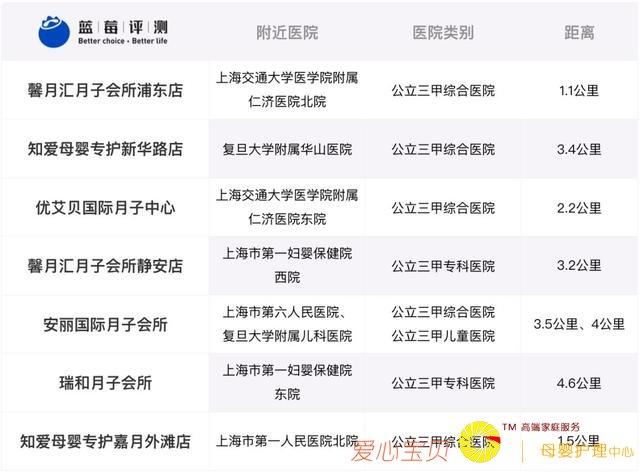 蓝莓评测
Better choice · Better life
附近医院
医院类别
距离
馨月汇月子会所浦东店
上海交通大学医学院附属
仁济医院北院
公立三甲综合医院
1.1公里
知爱母婴专护新华路店
复旦大学附属华山医院
公立三甲综合医院
3.4公里
优艾贝国际月子中心
上海交通大学医学院附属
仁济医院东院
公立三甲综合医院
2.2公里
馨月汇月子会所静安店
上海市第一妇婴保健院
西院
公立三甲专科医院
3.2公里
安丽国际月子会所
上海市第六人民医院、
复旦大学附属儿科医院
公立三甲综合医院
公立三甲儿童医院
3.5公里、4公里
瑞和月子会所
上海市第一妇婴保健院
东院
公立三甲专科医院
4.6公里
知爱母婴专护嘉月外滩店
上海市第一人民医院北院
公立三甲综合医院
1.5公里
爱心宝贝
TM 高端家庭服务
母婴护理中心